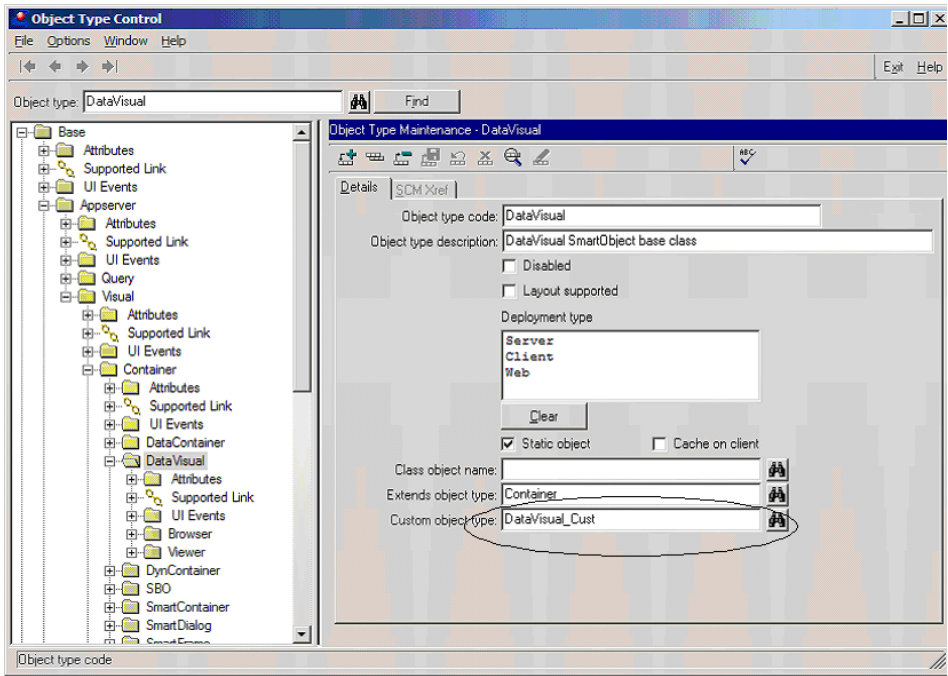 Object Type Control
File Options Window Help
Exit Help
Object type: DataVisual Find
Base
Attributes
Supported Link
UI Events
Appserver
Attributes
Supported Link
UI Events
Query
Visual
Attributes
Supported Link
UI Events
Container
Attributes
Supported Link
UI Events
DataContainer
DataVisual
Attributes
Supported Link
UI Events
Browser
Viewer
DynContainer
SBO
SmartContainer
SmartDialog
SmartFrame
Object Type Maintenance - DataVisual
ABC
Details SCM Xref
Object type code: DataVisual
Object type description: DataVisual SmartObject base class
Disabled
Layout supported
Deployment type
Server
Client
Web
Clear
Static object Cache on client
Class object name:
Extends object type: Container
Custom object type: DataVisual_Cust
Object type code